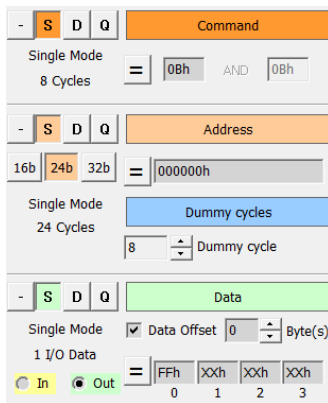 - S D Q Command
Single Mode
8 Cycles
= 0Bh AND 0Bh
- S D Q Address
16b 24b 32b = 000000h
Single Mode
24 Cycles
Dummy cycles
8 Dummy cycle
- S D Q Data
Single Mode
1 I/O Data
Data Offset 0 Byte(s)
In Out
= FFh XXh XXh XXh
0 1 2 3